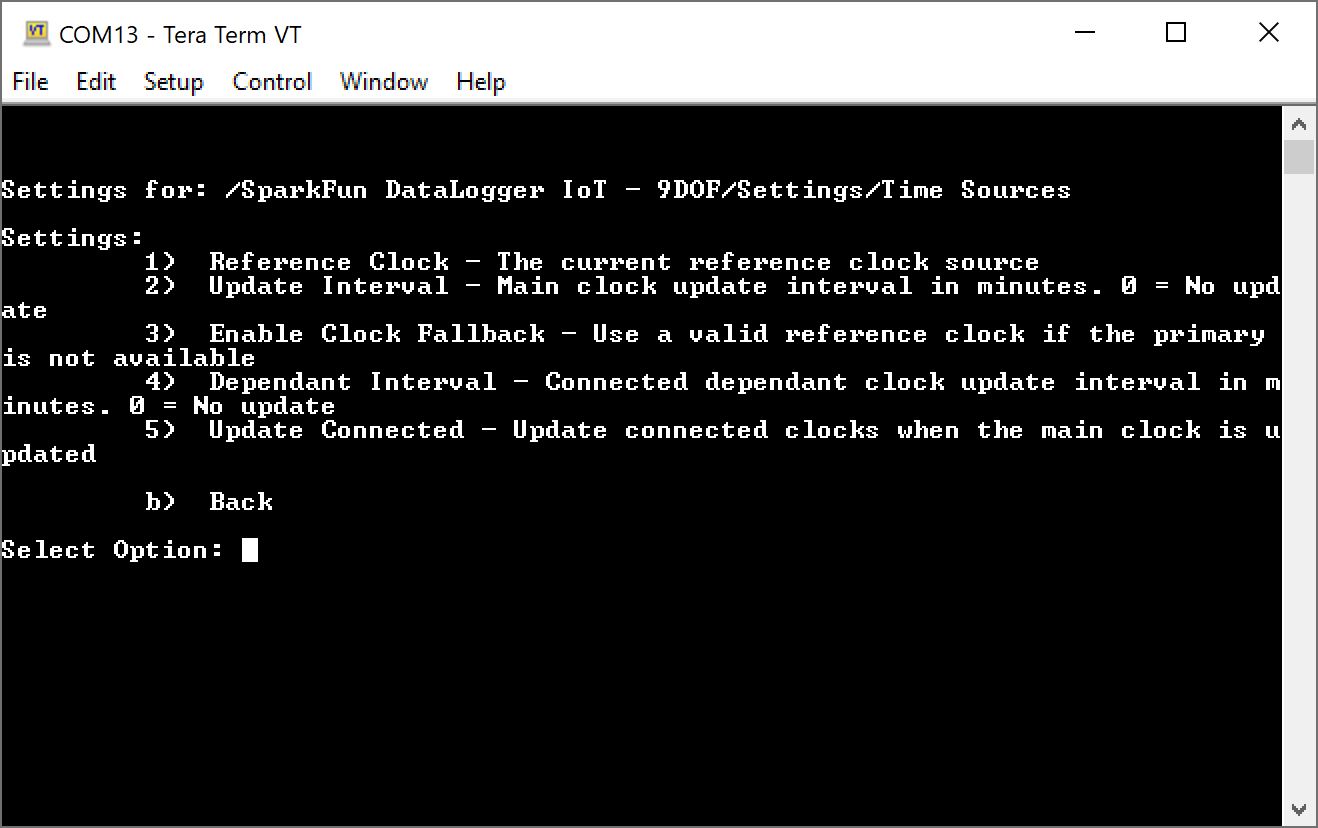 COM13 - Tera Term VT
File Edit Setup Control Window Help
Settings for: /SparkFun DataLogger IoT - 9DOF/Settings/Time Sources
Settings:
1) Reference Clock - The current reference clock source
2) Update Interval - Main clock update interval in minutes. 0 = No upd
ate
3) Enable Clock Fallback - Use a valid reference clock if the primary
is not available
4) Dependant Interval - Connected dependant clock update interval in m
inutes. 0 = No update
5) Update Connected - Update connected clocks when the main clock is u
pdated
b) Back
Select Option: